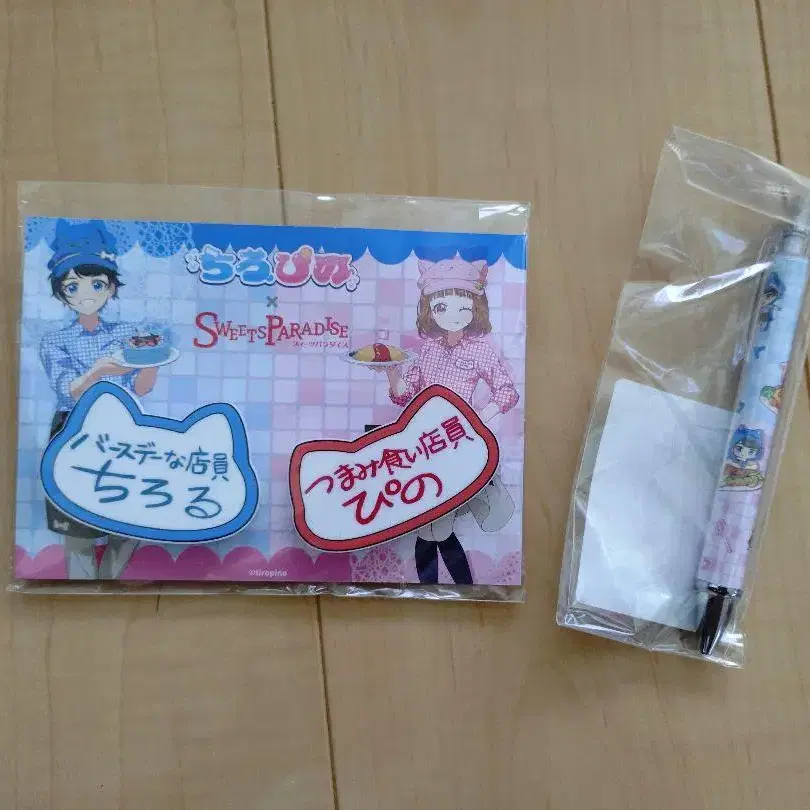 ちろぴの
×
SWEETS PARADISE
スイーツパラダイス
バースデーな店員
ちろる
つまみ食い店員
ぴの
©tiropino